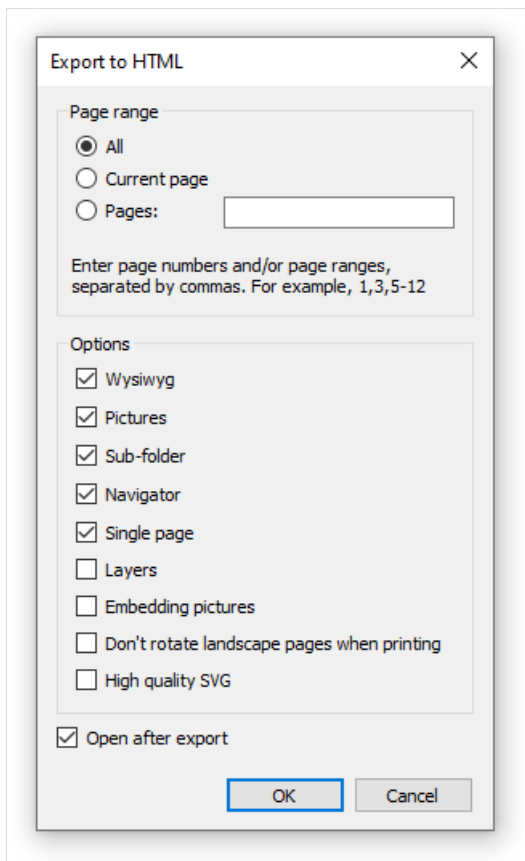 Export to HTML
Page range
All
Current page
Pages:
Enter page numbers and/or page ranges,
separated by commas. For example, 1,3,5-12
Options
Wysiwyg
Pictures
Sub-folder
Navigator
Single page
Layers
Embedding pictures
Don't rotate landscape pages when printing
High quality SVG
Open after export
OK
Cancel